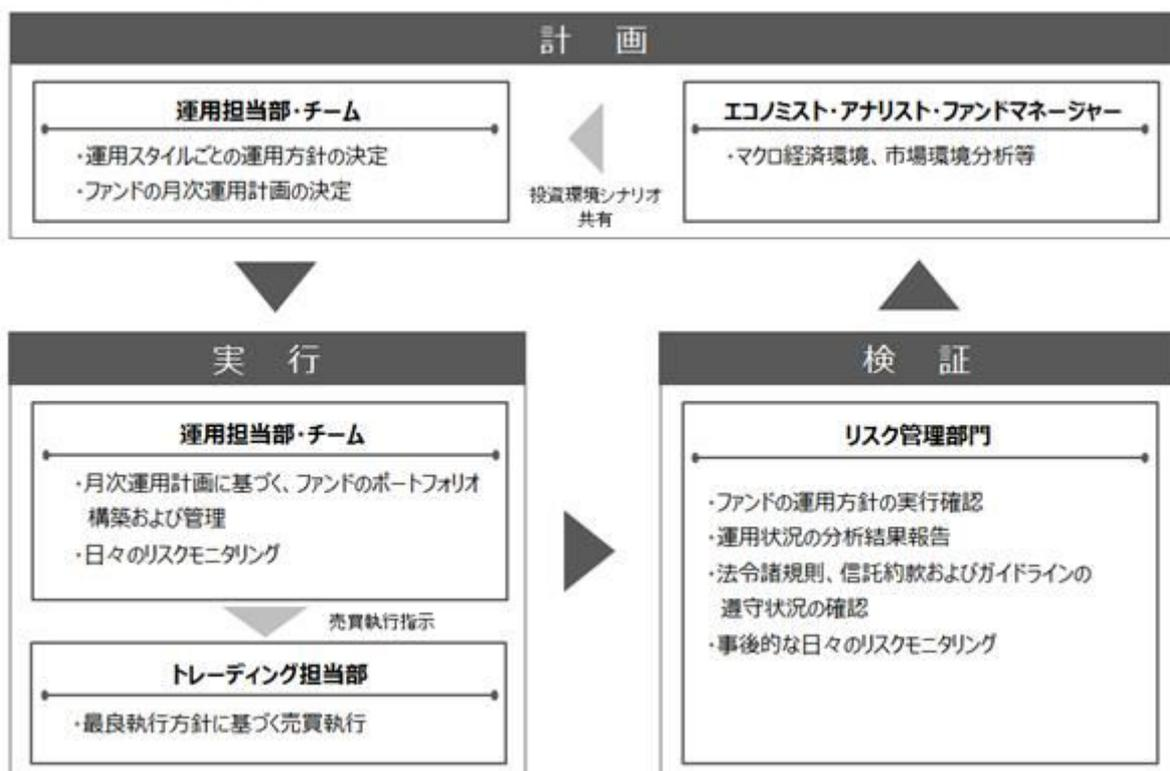 計 画
運用担当部・チーム
・運用スタイルごとの運用方針の決定
・ファンドの月次運用計画の決定
投資環境シナリオ
共有
エコノミスト・アナリスト・ファンドマネージャー
・マクロ経済環境、市場環境分析等
実 行
運用担当部・チーム
・月次運用計画に基づく、ファンドのポートフォリオ
構築および管理
・日々のリスクモニタリング
売買執行指示
トレーディング担当部
・最良執行方針に基づく売買執行
検 証
リスク管理部門
・ファンドの運用方針の実行確認
・運用状況の分析結果報告
・法令諸規則、信託約款およびガイドラインの
遵守状況の確認
・事後的な日々のリスクモニタリング